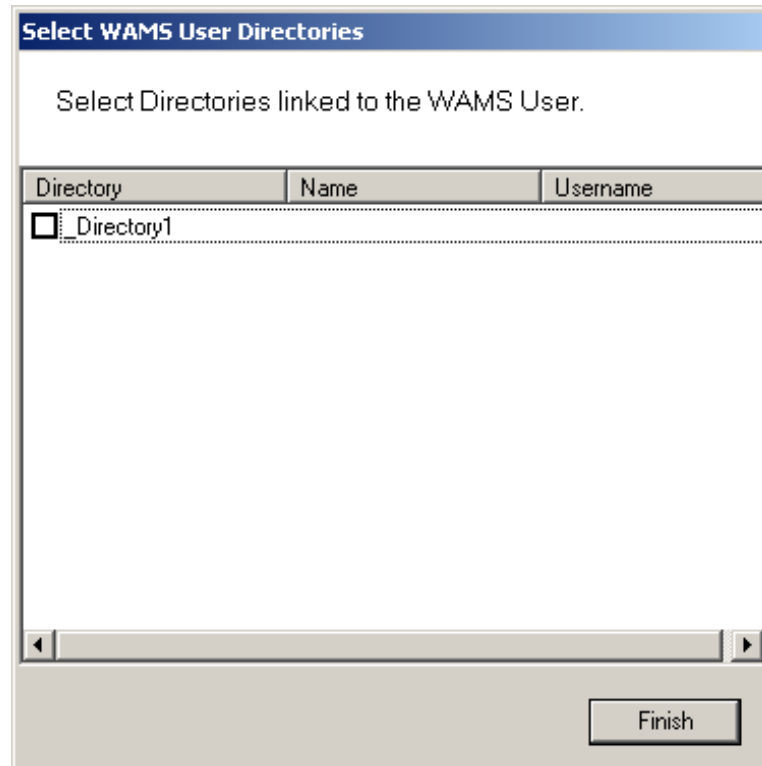 Select WAMS User Directories
Select Directories linked to the WAMS User.
Directory Name Username
_Directory1
Finish